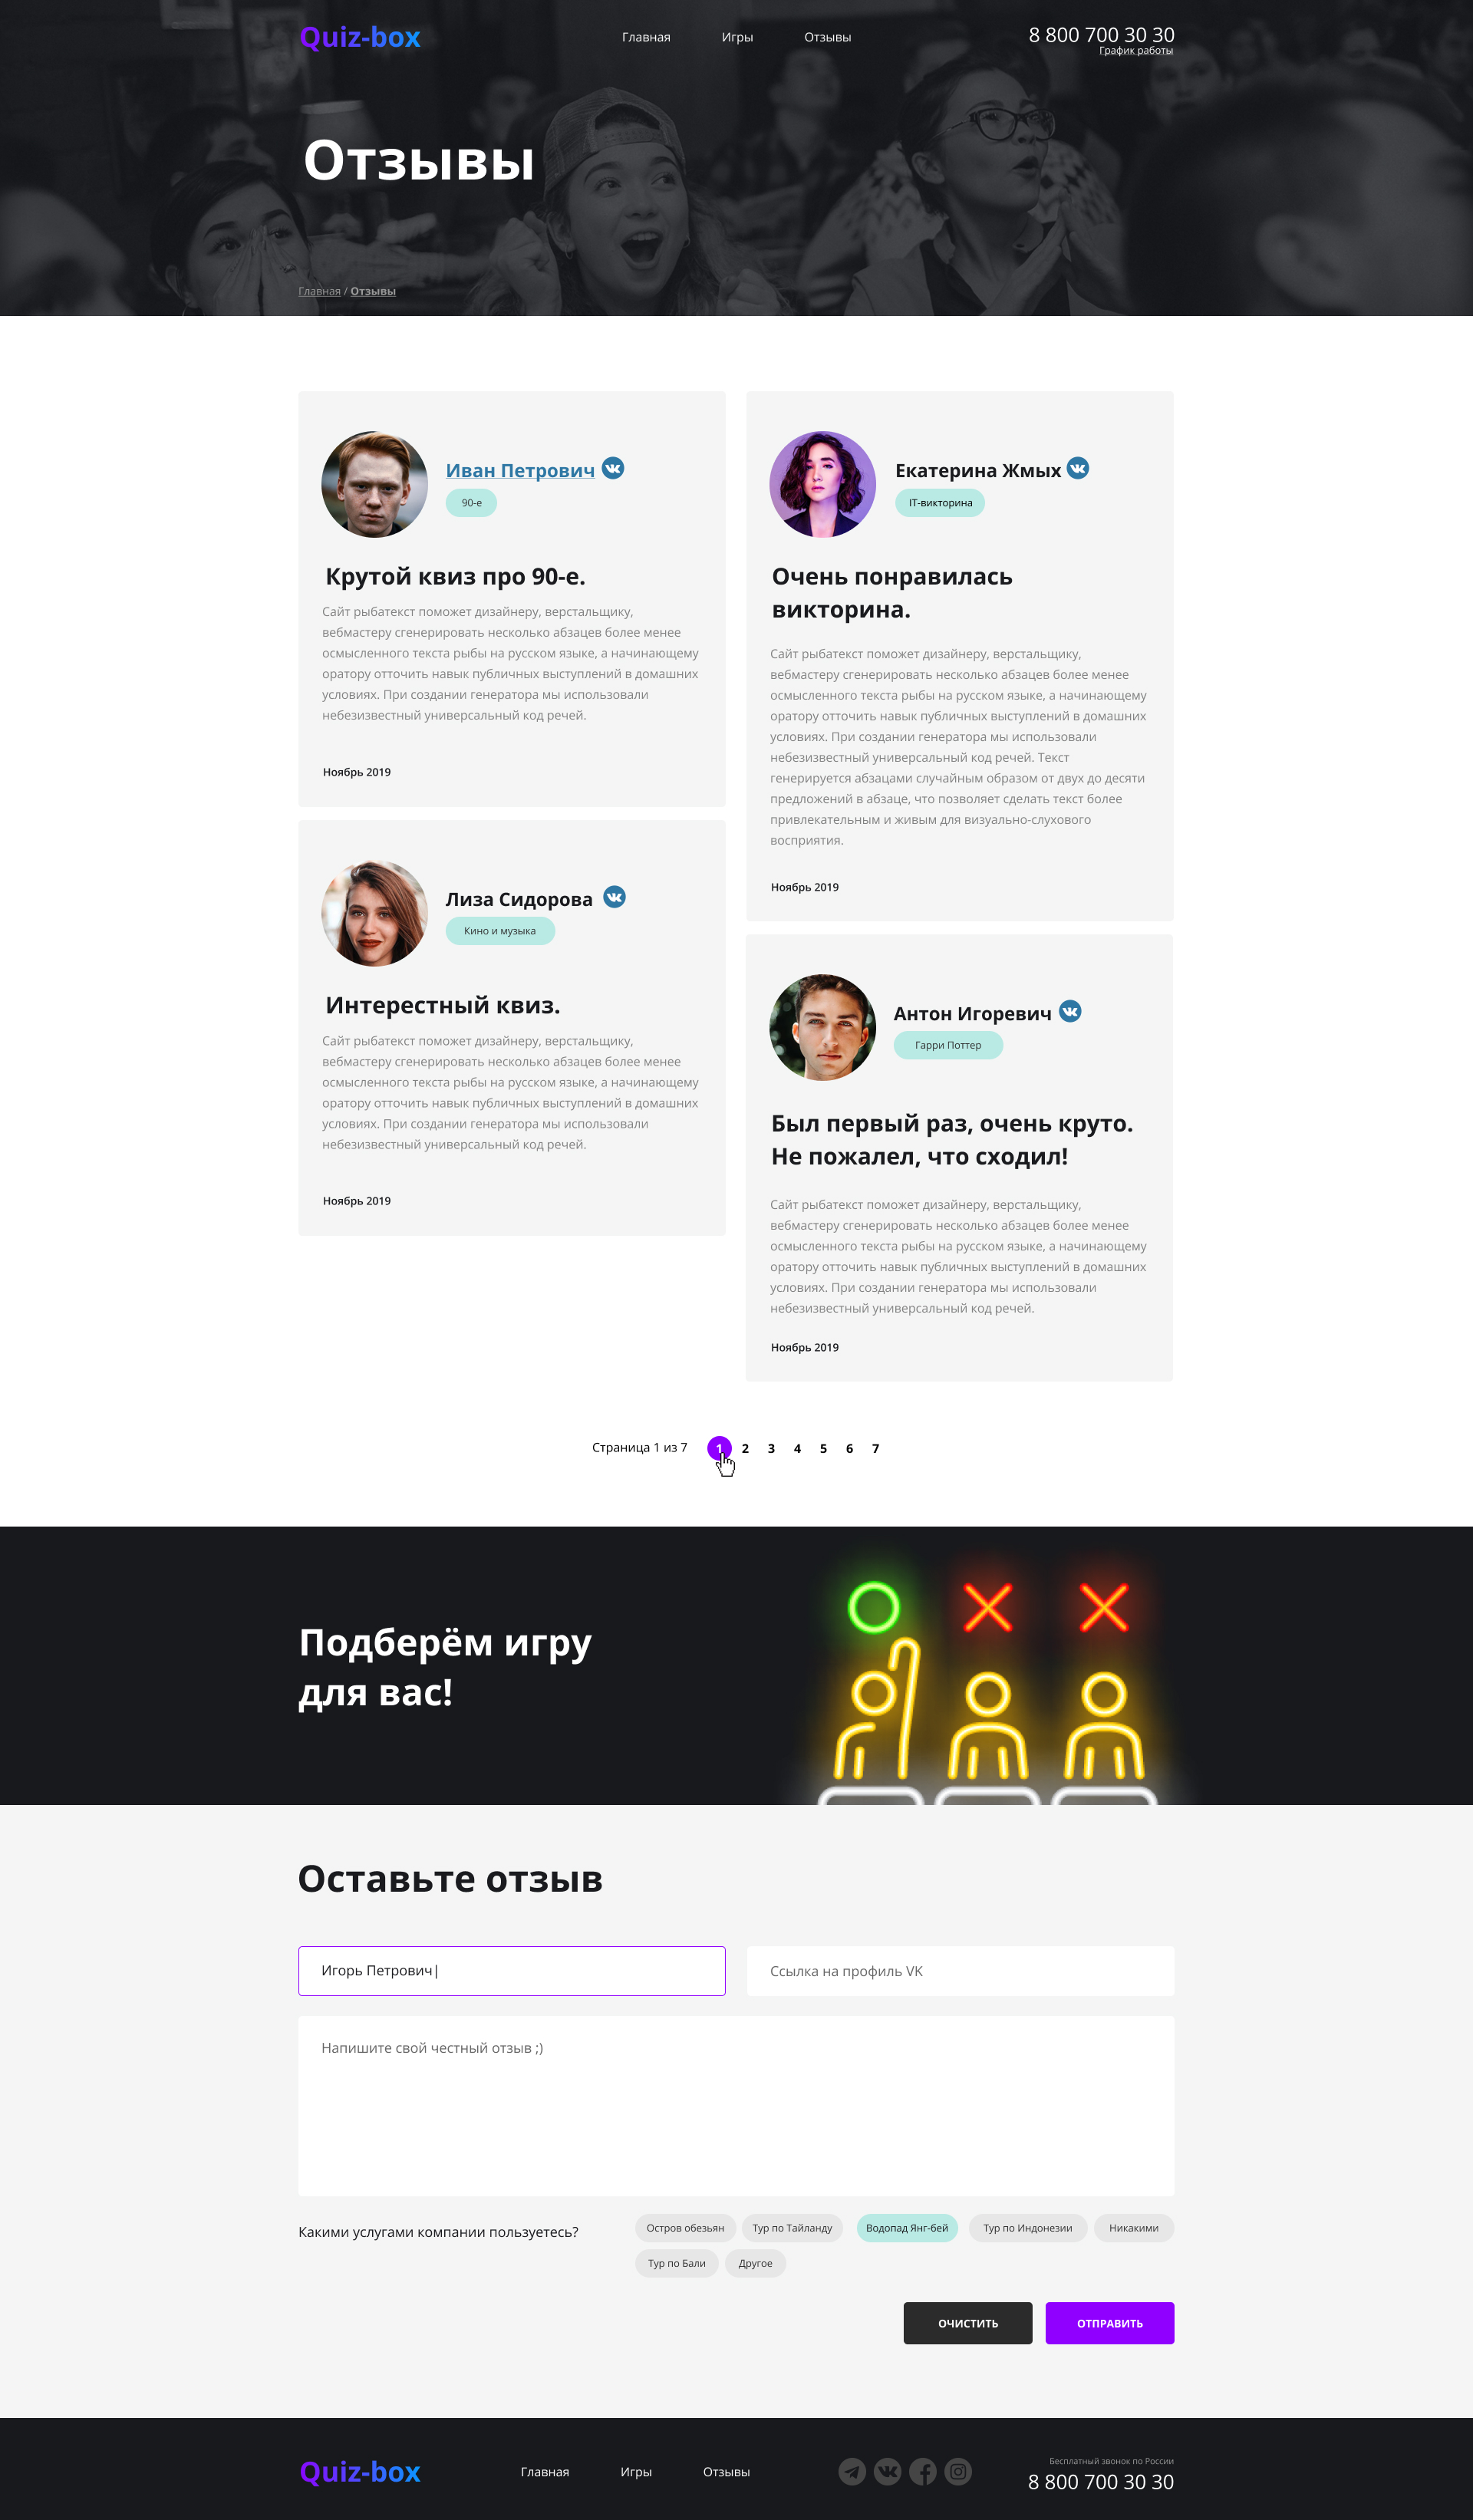 Quiz-box
Главная
Игры
Отзывы
8 800 700 30 30
График работы
Отзывы
Главная / Отзывы
Иван Петрович
90-е
Крутой квиз про 90-е.
Сайт рыбатекст поможет дизайнеру, верстальщику,
вебмастеру сгенерировать несколько абзацев более менее
осмысленного текста рыбы на русском языке, а начинающему
оратору отточить навык публичных выступлений в домашних
условиях. При создании генератора мы использовали
небезизвестный универсальный код речей.
Ноябрь 2019
Екатерина Жмых
IT-викторина
Очень понравилась
викторина.
Сайт рыбатекст поможет дизайнеру, верстальщику,
вебмастеру сгенерировать несколько абзацев более менее
осмысленного текста рыбы на русском языке, а начинающему
оратору отточить навык публичных выступлений в домашних
условиях. При создании генератора мы использовали
небезизвестный универсальный код речей. Текст
генерируется абзацами случайным образом от двух до десяти
предложений в абзаце, что позволяет сделать текст более
привлекательным и живым для визуально-слухового
восприятия.
Ноябрь 2019
Лиза Сидорова
Кино и музыка
Интерестный квиз.
Сайт рыбатекст поможет дизайнеру, верстальщику,
вебмастеру сгенерировать несколько абзацев более менее
осмысленного текста рыбы на русском языке, а начинающему
оратору отточить навык публичных выступлений в домашних
условиях. При создании генератора мы использовали
небезизвестный универсальный код речей.
Ноябрь 2019
Антон Игоревич
Гарри Поттер
Был первый раз, очень круто.
Не пожалел, что сходил!
Сайт рыбатекст поможет дизайнеру, верстальщику,
вебмастеру сгенерировать несколько абзацев более менее
осмысленного текста рыбы на русском языке, а начинающему
оратору отточить навык публичных выступлений в домашних
условиях. При создании генератора мы использовали
небезизвестный универсальный код речей.
Ноябрь 2019
Страница 1 из 7 1 2 3 4 5 6 7
Подберём игру
для вас!
Оставьте отзыв
Игорь Петрович|
Ссылка на профиль VK
Напишите свой честный отзыв ;)
Какими услугами компании пользуетесь?
Остров обезьян
Тур по Тайланду
Водопад Янг-бей
Тур по Индонезии
Никакими
Тур по Бали
Другое
ОЧИСТИТЬ
ОТПРАВИТЬ
Quiz-box
Главная
Игры
Отзывы
Бесплатный звонок по России
8 800 700 30 30